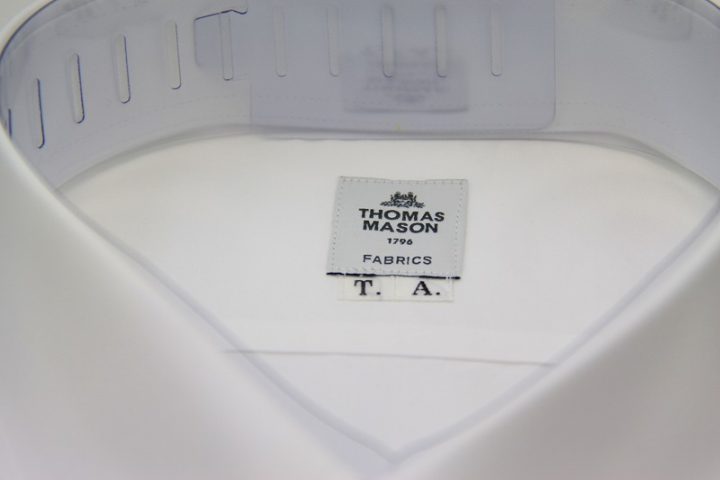 THOMAS
MASON
1796
FABRICS
T. A.